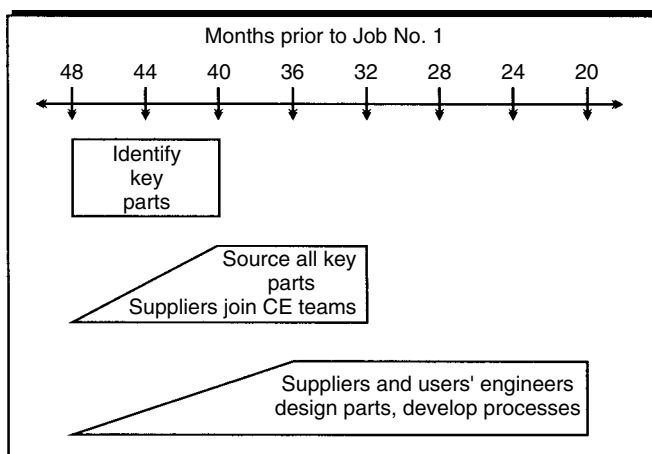 Months prior to Job No. 1
48 44 40 36 32 28 24 20
Identify
key
parts
Source all key
parts
Suppliers join CE teams
Suppliers and users' engineers
design parts, develop processes